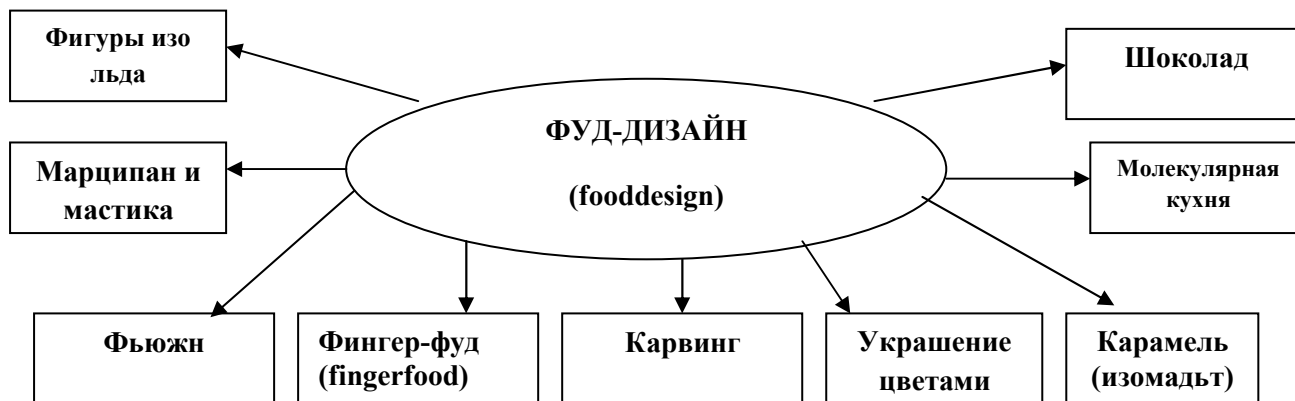 Фигуры изо
льда
Шоколад
ФУД-ДИЗАЙН
(fooddesign)
Марципан и
мастика
Молекулярная
кухня
Фьюжн
Фингер-фуд
(fingerfood)
Карвинг
Украшение
цветами
Карамель
(изомадьт)